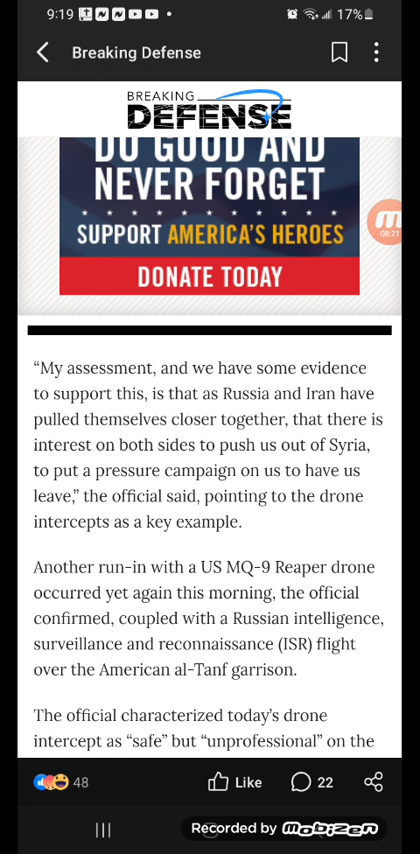 9:19
17%
Breaking Defense
BREAKING
DEFENSE
DO GOOD AND
NEVER FORGET
SUPPORT AMERICA'S HEROES
DONATE TODAY
08:21
“My assessment, and we have some evidence
to support this, is that as Russia and Iran have
pulled themselves closer together, that there is
interest on both sides to push us out of Syria,
to put a pressure campaign on us to have us
leave,” the official said, pointing to the drone
intercepts as a key example.
Another run-in with a US MQ-9 Reaper drone
occurred yet again this morning, the official
confirmed, coupled with a Russian intelligence,
surveillance and reconnaissance (ISR) flight
over the American al-Tanf garrison.
The official characterized today’s drone
intercept as “safe” but “unprofessional” on the
48
Like
22
Recorded by mobizen